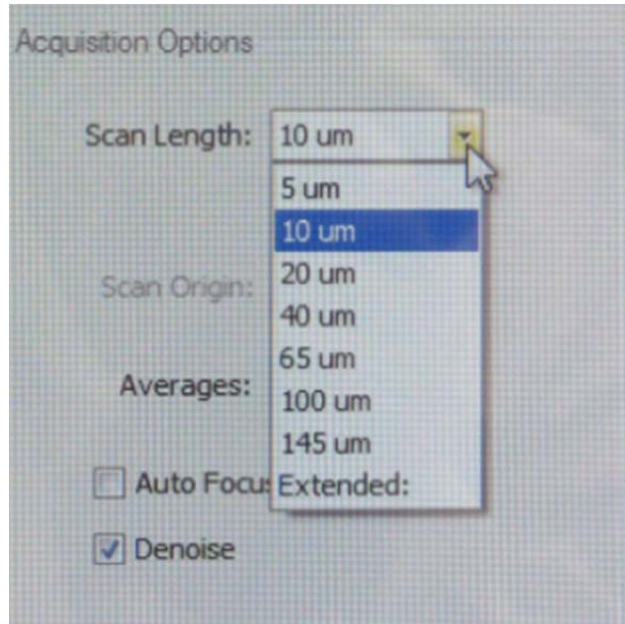 Acquisition Options
Scan Length: 10 um
5 um
10 um
20 um
Scan Origin:
40 um
65 um
Averages:
100 um
145 um
Auto Focus Extended:
Denoise